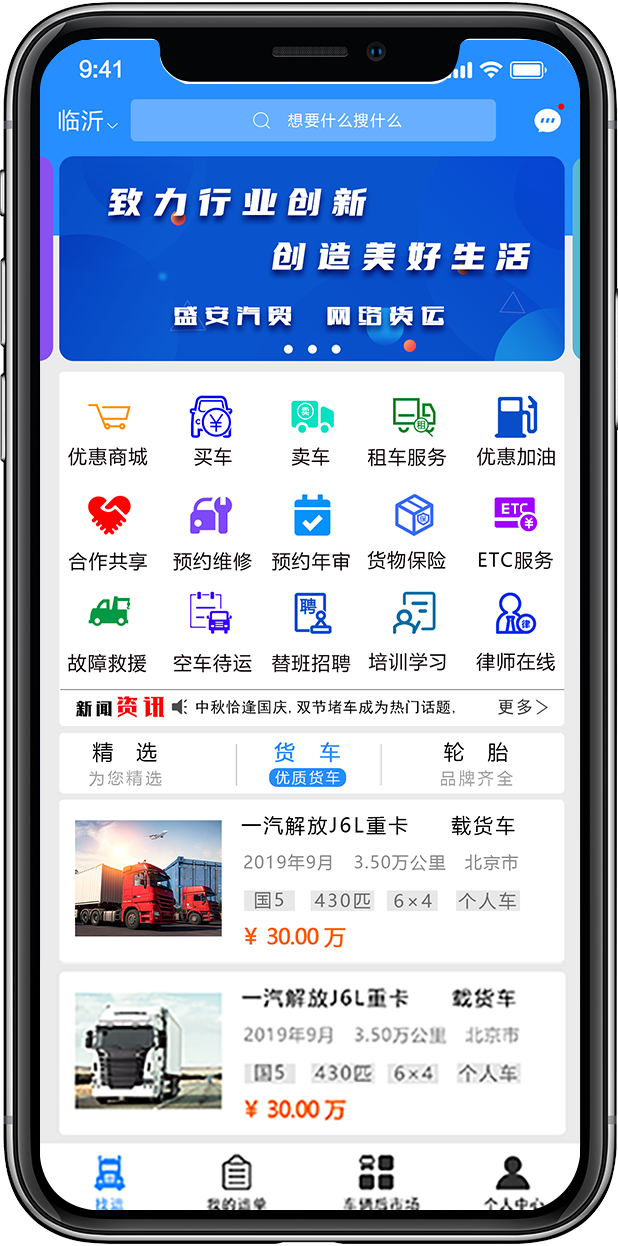 9:41
临沂
想要什么搜什么
致力行业创新
创造美好生活
盛安汽贸 网络货运
优惠商城 买车 卖车 租车服务 优惠加油
卖 租
合作共享 预约维修 预约年审 货物保险 ETC服务
ETC
故障救援 空车待运 替班招聘 培训学习 律师在线
聘 律
新闻资讯 中秋恰逢国庆, 双节堵车成为热门话题. 更多>
精 选 货 车 轮 胎
为您精选 优质货车 品牌齐全
一汽解放J6L重卡 载货车
2019年9月 3.50万公里 北京市
国5 430匹 6×4 个人车
¥ 30.00 万
一汽解放J6L重卡 载货车
2019年9月 3.50万公里 北京市
国5 430匹 6×4 个人车
¥ 30.00 万
我的运单 车辆后市场 个人中心